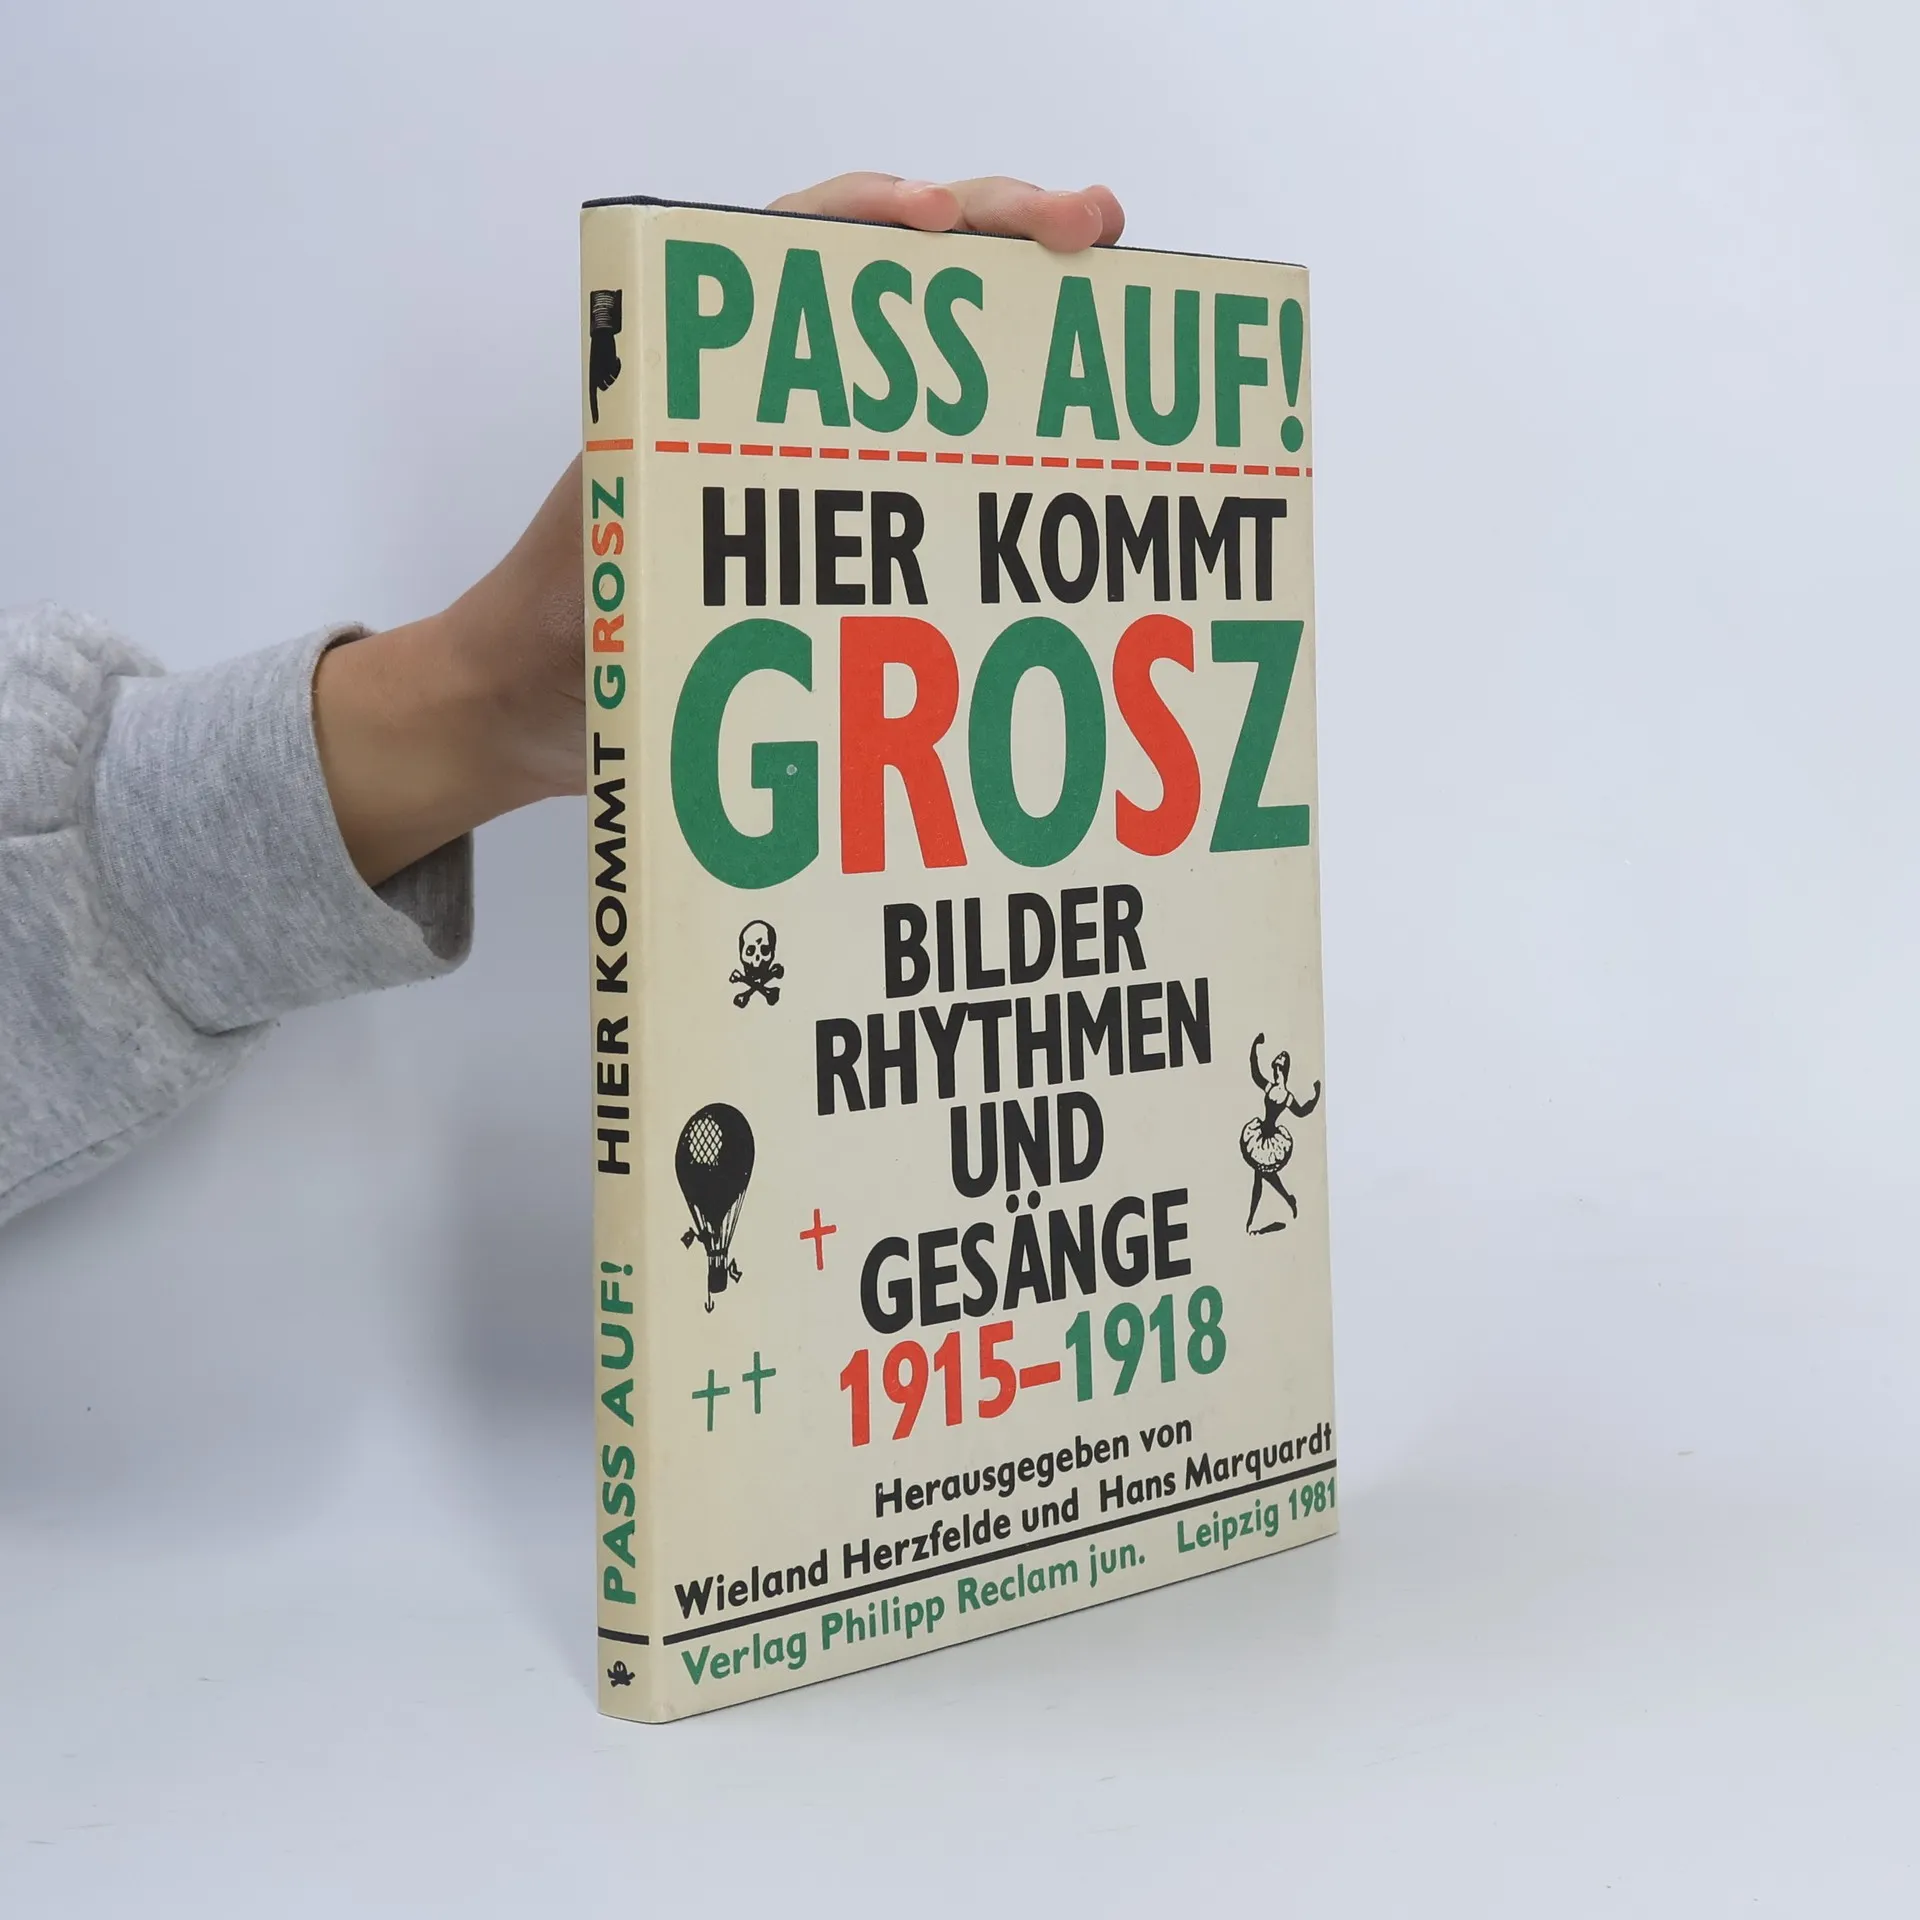 PASS AUF! HIER KOMMT GROSZ
PASS AUF!
HIER KOMMT
GROSZ
BILDER
RHYTHMEN
UND
GESÄNGE
1915–1918
Herausgegeben von
Wieland Herzfelde und Hans Marquardt
Verlag Philipp Reclam jun. Leipzig 1981